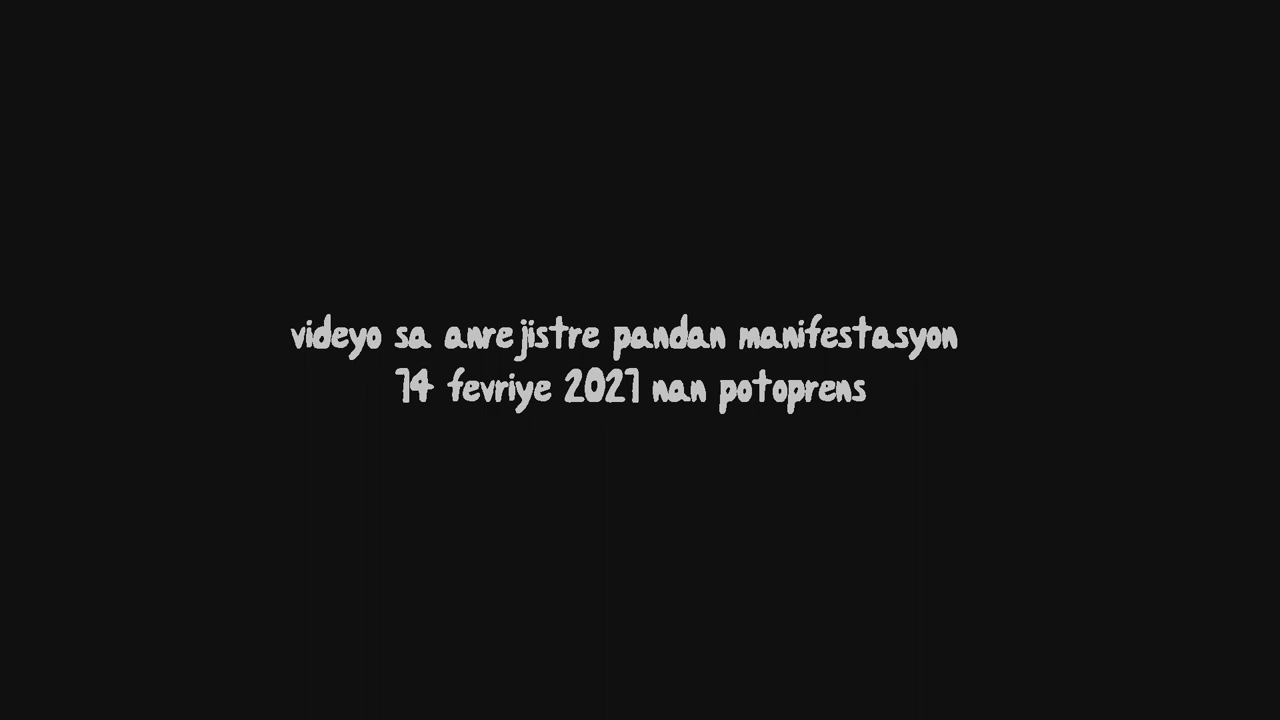 videyo sa anrejistre pandan manifestasyon
14 fevriye 2021 nan potoprens